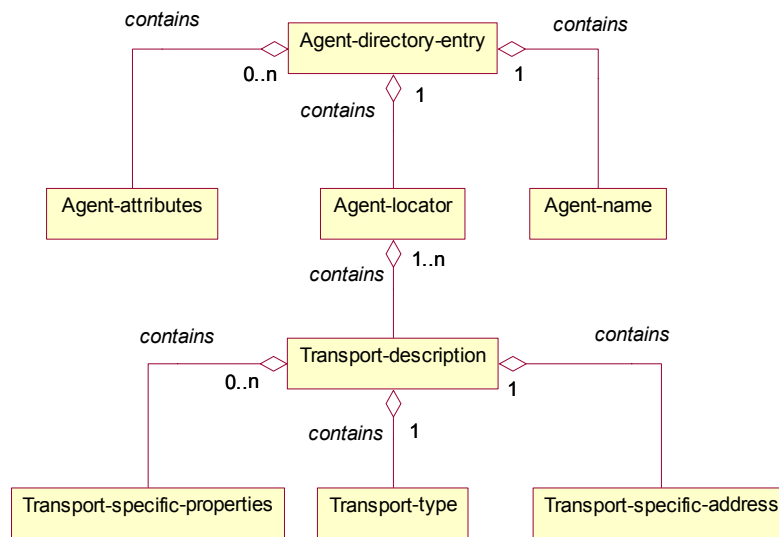 contains
contains
Agent-directory-entry
0..n
1
1
contains
Agent-attributes
Agent-locator
Agent-name
1..n
contains
contains
contains
Transport-description
0..n
1
contains
1
Transport-specific-properties
Transport-type
Transport-specific-address